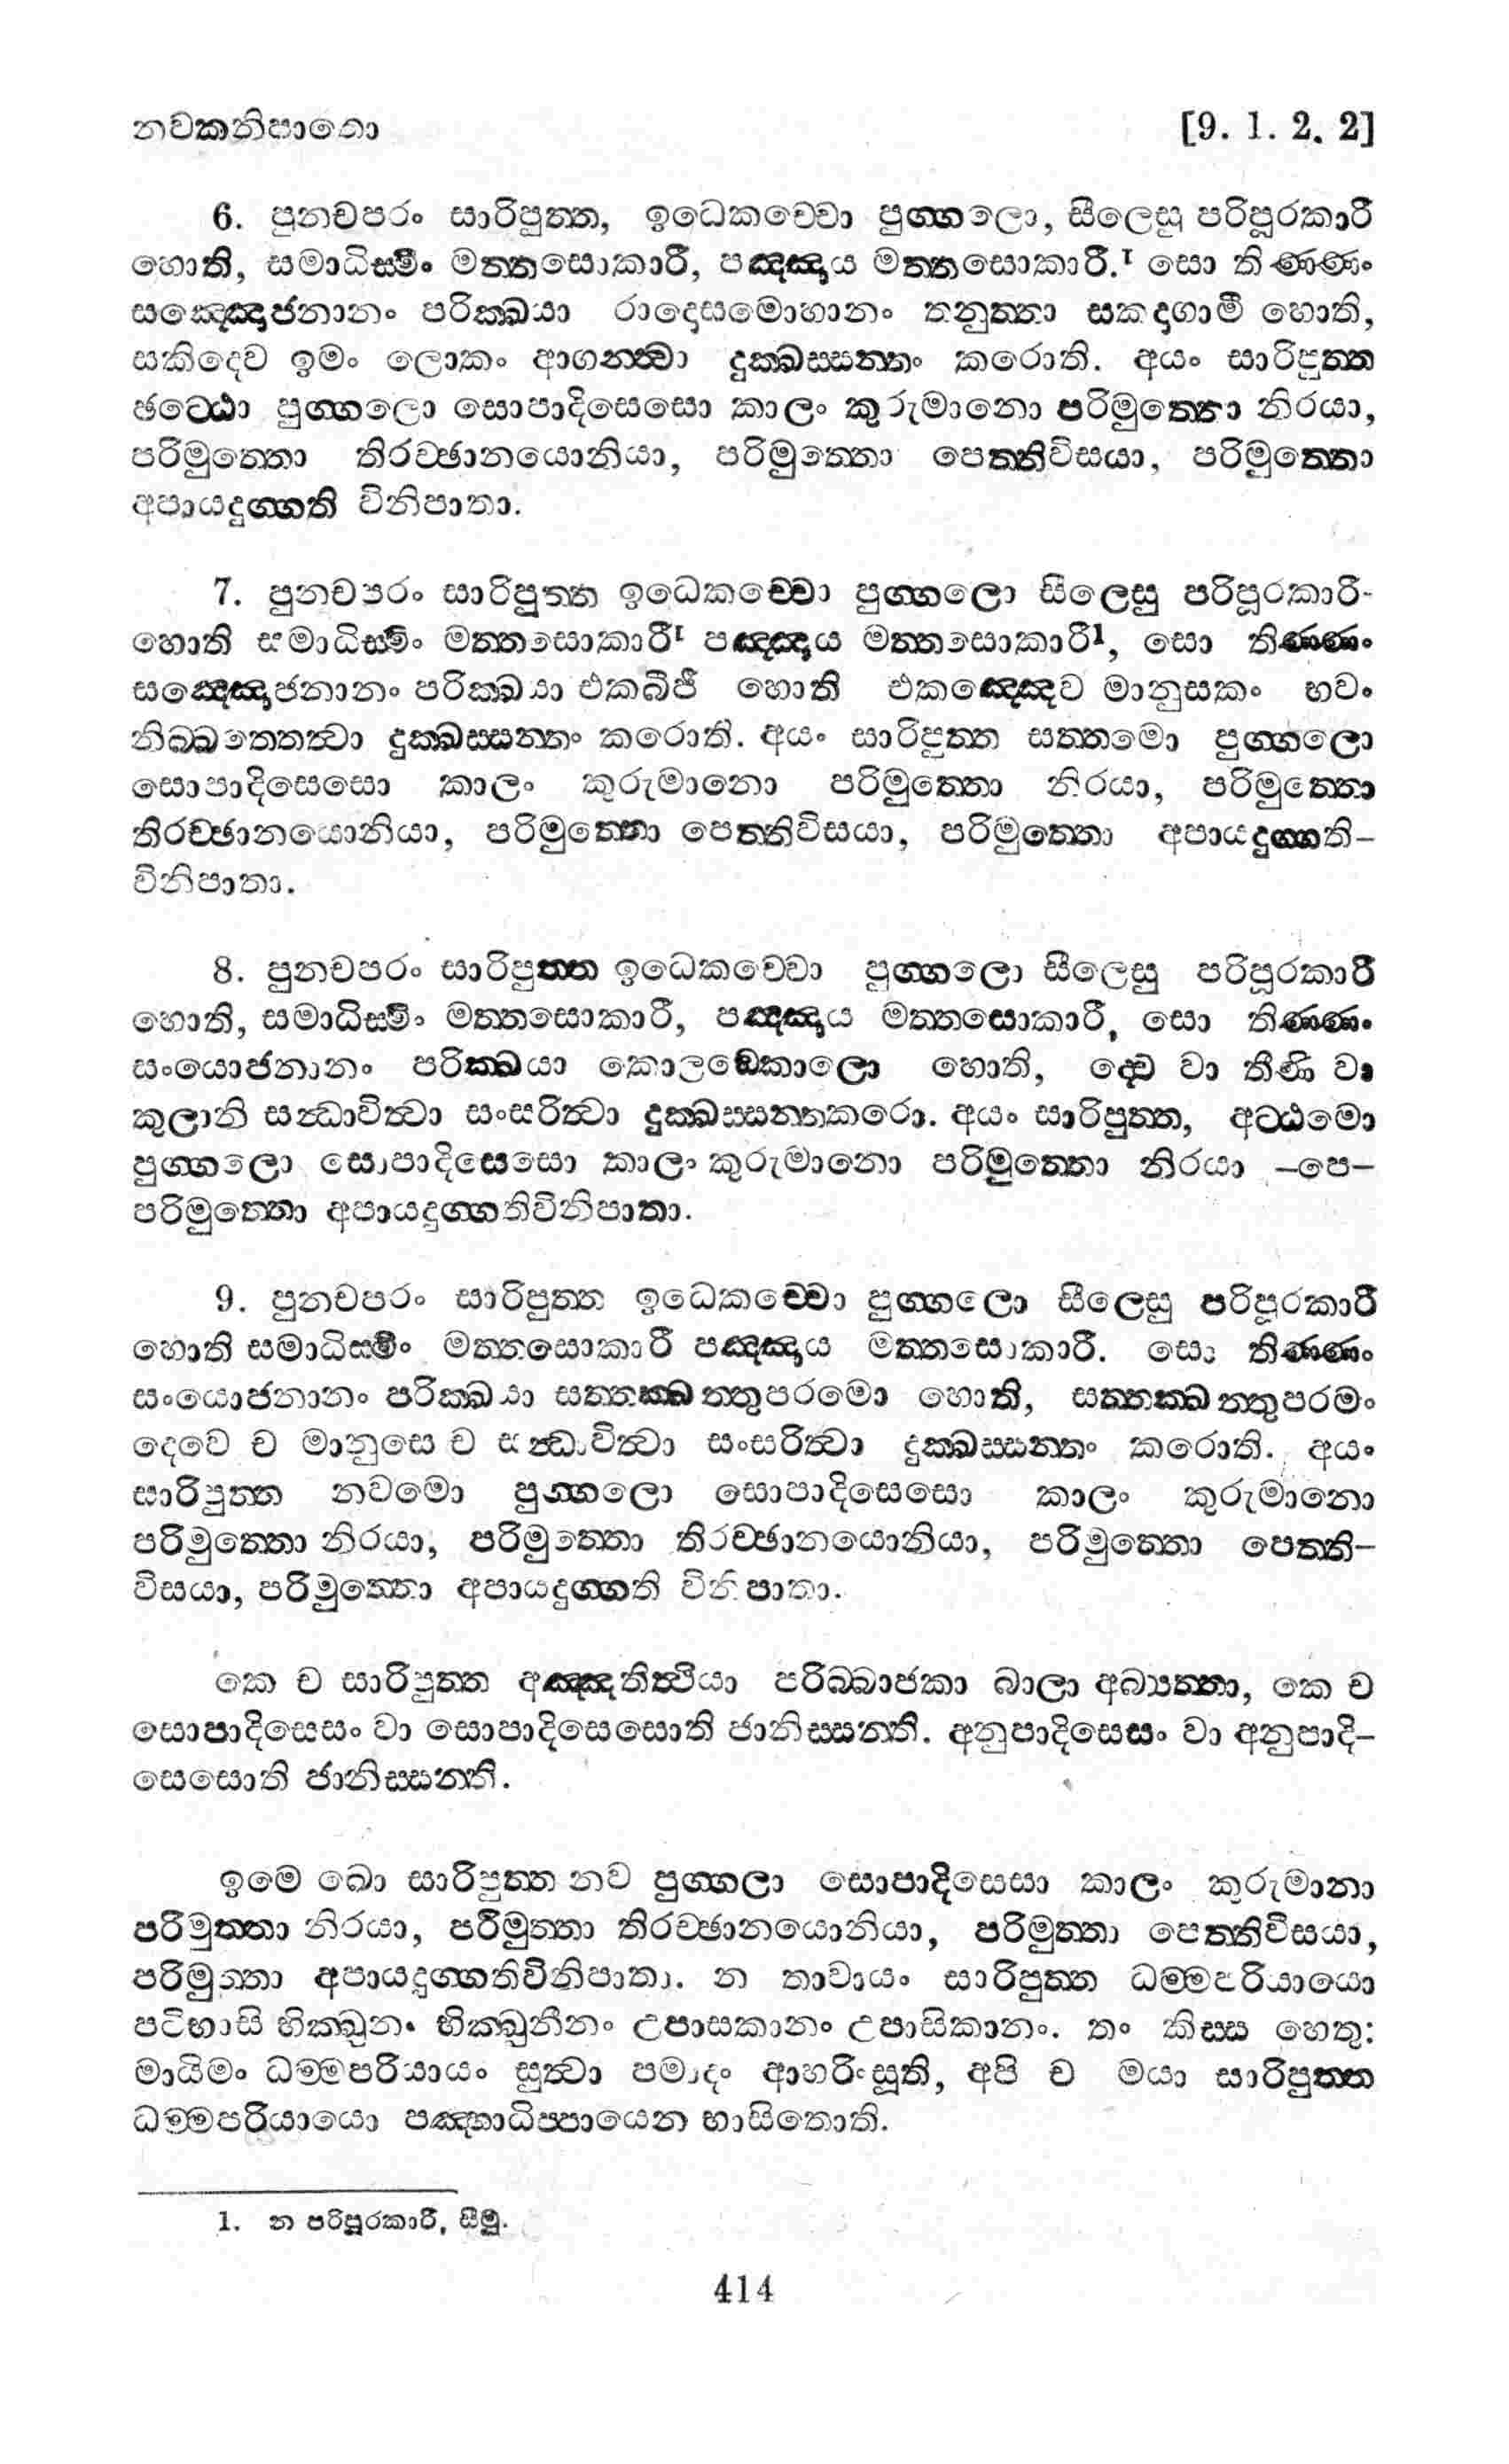 නවකනිපාතො [9. 1. 2. 2]
6. පුනචපරං සාරිපුත්ත, ඉධෙකච්චො පුග්ගලො, සීලෙසු පරිපූරකාරී
හොති, සමාධිස්මිං මත්තසොකාරී, පඤ්ඤාය මත්තසොකාරී.¹ සො තිණ්ණං
සඤ්ඤොජනානං පරික්ඛයා රාදොසමොහානං තනුත්තා සකදාගාමී හොති,
සකිදෙව ඉමං ලොකං ආගන්ත්වා දුක්ඛස්සන්තං කරොති. අයං සාරිපුත්ත
ඡට්ඨො පුග්ගලො සොපාදිසෙසො කාලං කුරුමානො පරිමුත්තො නිරයා,
පරිමුත්තො තිරච්ඡානයොනියා, පරිමුත්තො පෙත්තිවිසයා, පරිමුත්තො
අපායදුග්ගති විනිපාතා.
7. පුනචපරං සාරිපුත්ත ඉධෙකච්චො පුග්ගලො සීලෙසු පරිපූරකාරී-
හොති සමාධිස්මිං මත්තසොකාරී¹ පඤ්ඤාය මත්තසොකාරී¹, සො තිණ්ණං
සඤ්ඤොජනානං පරික්ඛයා එකබීජී හොති එකඤ්ඤෙව මානුසකං භවං
නිබ්බත්තෙත්වා දුක්ඛස්සන්තං කරොති. අයං සාරිපුත්ත සත්තමො පුග්ගලො
සොපාදිසෙසො කාලං කුරුමානො පරිමුත්තො නිරයා, පරිමුත්තො
තිරච්ඡානයොනියා, පරිමුත්තො පෙත්තිවිසයා, පරිමුත්තො අපායදුග්ගති-
විනිපාතා.
8. පුනචපරං සාරිපුත්ත ඉධෙකච්චො පුග්ගලො සීලෙසු පරිපූරකාරී
හොති, සමාධිස්මිං මත්තසොකාරී, පඤ්ඤාය මත්තසොකාරී, සො තිණ්ණං
සංයොජනානං පරික්ඛයා කොලඞ්කොලො හොති, ද්වෙ වා තීණි වා
කුලානි සන්ධාවිත්වා සංසරිත්වා දුක්ඛස්සන්තකරො. අයං සාරිපුත්ත, අට්ඨමො
පුග්ගලො සොපාදිසෙසො කාලං කුරුමානො පරිමුත්තො නිරයා –පෙ–
පරිමුත්තො අපායදුග්ගතිවිනිපාතා.
9. පුනචපරං සාරිපුත්ත ඉධෙකච්චො පුග්ගලො සීලෙසු පරිපූරකාරී
හොති සමාධිස්මිං මත්තසොකාරී පඤ්ඤාය මත්තසොකාරී. සො තිණ්ණං
සංයොජනානං පරික්ඛයා සත්තක්ඛත්තුපරමො හොති, සත්තක්ඛත්තුපරමං
දෙවෙ ච මානුසෙ ච සන්ධාවිත්වා සංසරිත්වා දුක්ඛස්සන්තං කරොති. අයං
සාරිපුත්ත නවමො පුග්ගලො සොපාදිසෙසො කාලං කුරුමානො
පරිමුත්තො නිරයා, පරිමුත්තො තිරච්ඡානයොනියා, පරිමුත්තො පෙත්ති-
විසයා, පරිමුත්තො අපායදුග්ගති විනිපාතා.
කෙ ච සාරිපුත්ත අඤ්ඤතිත්ථියා පරිබ්බාජකා බාලා අබ්‍යත්තා, කෙ ච
සොපාදිසෙසං වා සොපාදිසෙසොති ජානිස්සන්ති. අනුපාදිසෙසං වා අනුපාදි-
සෙසොති ජානිස්සන්ති.
ඉමෙ ඛො සාරිපුත්ත නව පුග්ගලා සොපාදිසෙසා කාලං කුරුමානා
පරිමුත්තා නිරයා, පරිමුත්තා තිරච්ඡානයොනියා, පරිමුත්තා පෙත්තිවිසයා,
පරිමුත්තා අපායදුග්ගතිවිනිපාතා. න තාවායං සාරිපුත්ත ධම්මපරියායො
පටිභාසි භික්ඛුනං භික්ඛුනීනං උපාසකානං උපාසිකානං. තං කිස්ස හෙතු:
මායිමං ධම්මපරියායං සුත්වා පමාදං ආහරිංසූති, අපි ච මයා සාරිපුත්ත
ධම්මපරියායො පඤ්හාධිප්පායෙන භාසිතොති.
1. න පරිපූරකාරී, සීමු.
414